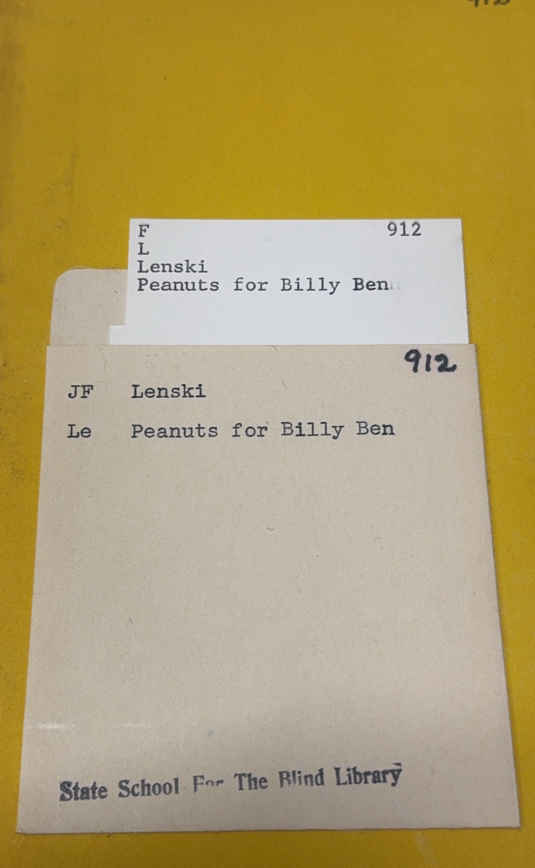 912
F 912
L
Lenski
Peanuts for Billy Ben
912
JF Lenski
Le Peanuts for Billy Ben
State School For The Blind Library